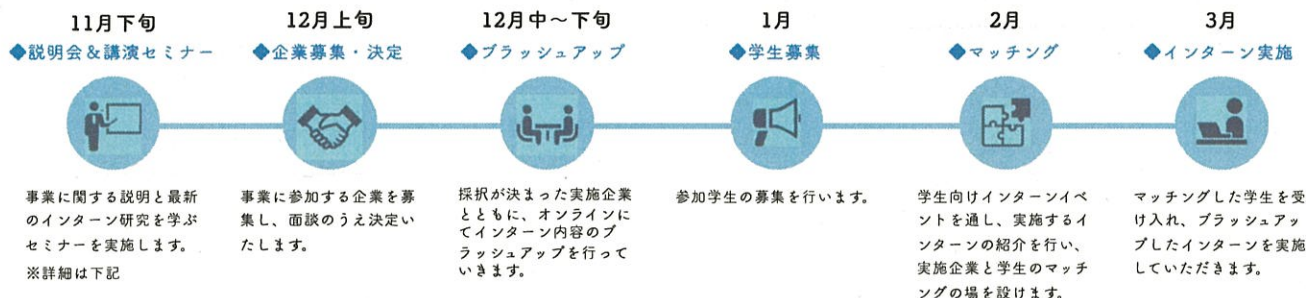 11月下旬
◆説明会&講演セミナー
事業に関する説明と最新
のインターン研究を学ぶ
セミナーを実施します。
※詳細は下記
12月上旬
◆企業募集・決定
事業に参加する企業を募
集し、面談のうえ決定い
たします。
12月中～下旬
◆ブラッシュアップ
採択が決まった実施企業
とともに、オンラインに
てインターン内容のブ
ラッシュアップを行って
いきます。
1月
◆学生募集
参加学生の募集を行います。
2月
◆マッチング
学生向けインターンイベ
ントを通し、実施するイ
ンターンの紹介を行い、
実施企業と学生のマッチ
ングの場を設けます。
3月
◆インターン実施
マッチングした学生を受
け入れ、ブラッシュアッ
プしたインターンを実施
していただきます。